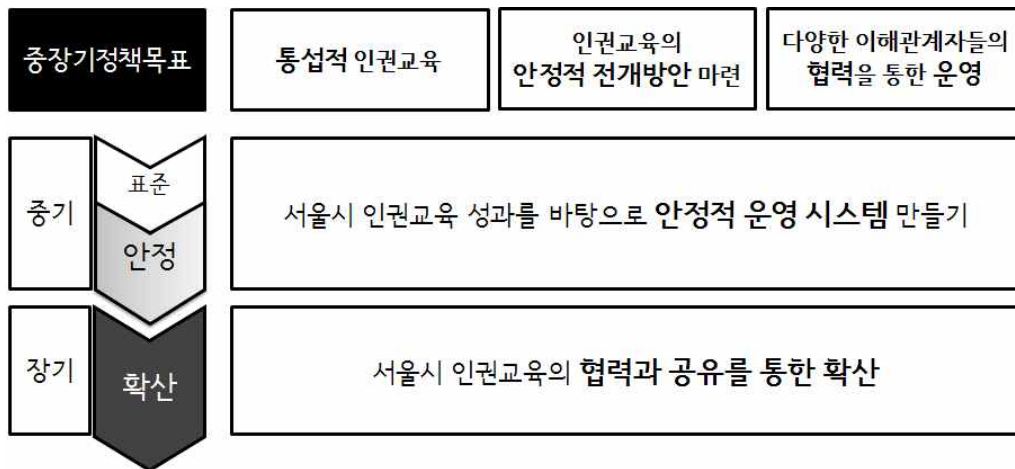 중장기정책목표
통섭적 인권교육
인권교육의
안정적 전개방안 마련
다양한 이해관계자들의
협력을 통한 운영
중기
표준
안정
서울시 인권교육 성과를 바탕으로 안정적 운영 시스템 만들기
장기
확산
서울시 인권교육의 협력과 공유를 통한 확산